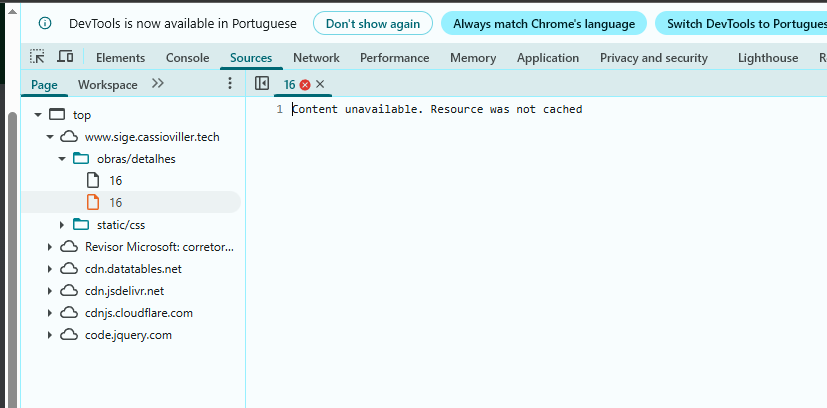 DevTools is now available in Portuguese
Don't show again
Always match Chrome's language
Switch DevTools to Portugues
Elements Console Sources Network Performance Memory Application Privacy and security Lighthouse R
Page Workspace
16
top
www.sige.cassioviller.tech
obras/detalhes
16
16
static/css
Revisor Microsoft: corretor...
cdn.datatables.net
cdn.jsdelivr.net
cdnjs.cloudflare.com
code.jquery.com
1 Content unavailable. Resource was not cached